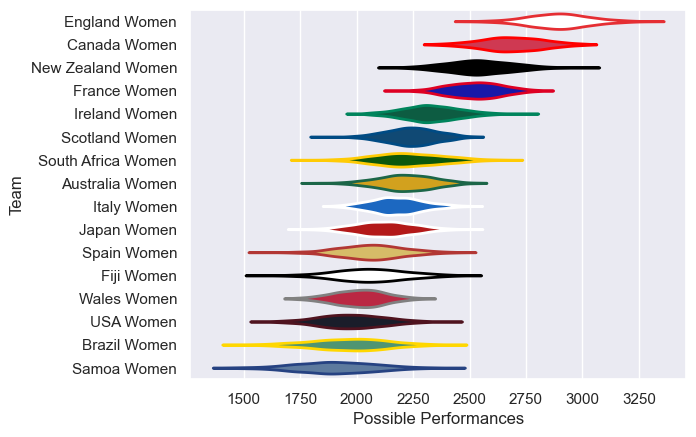 England Women
Canada Women
New Zealand Women
France Women
Ireland Women
Scotland Women
South Africa Women
Australia Women
Italy Women
Japan Women
Spain Women
Fiji Women
Wales Women
USA Women
Brazil Women
Samoa Women
Team
1500 1750 2000 2250 2500 2750 3000 3250
Possible Performances